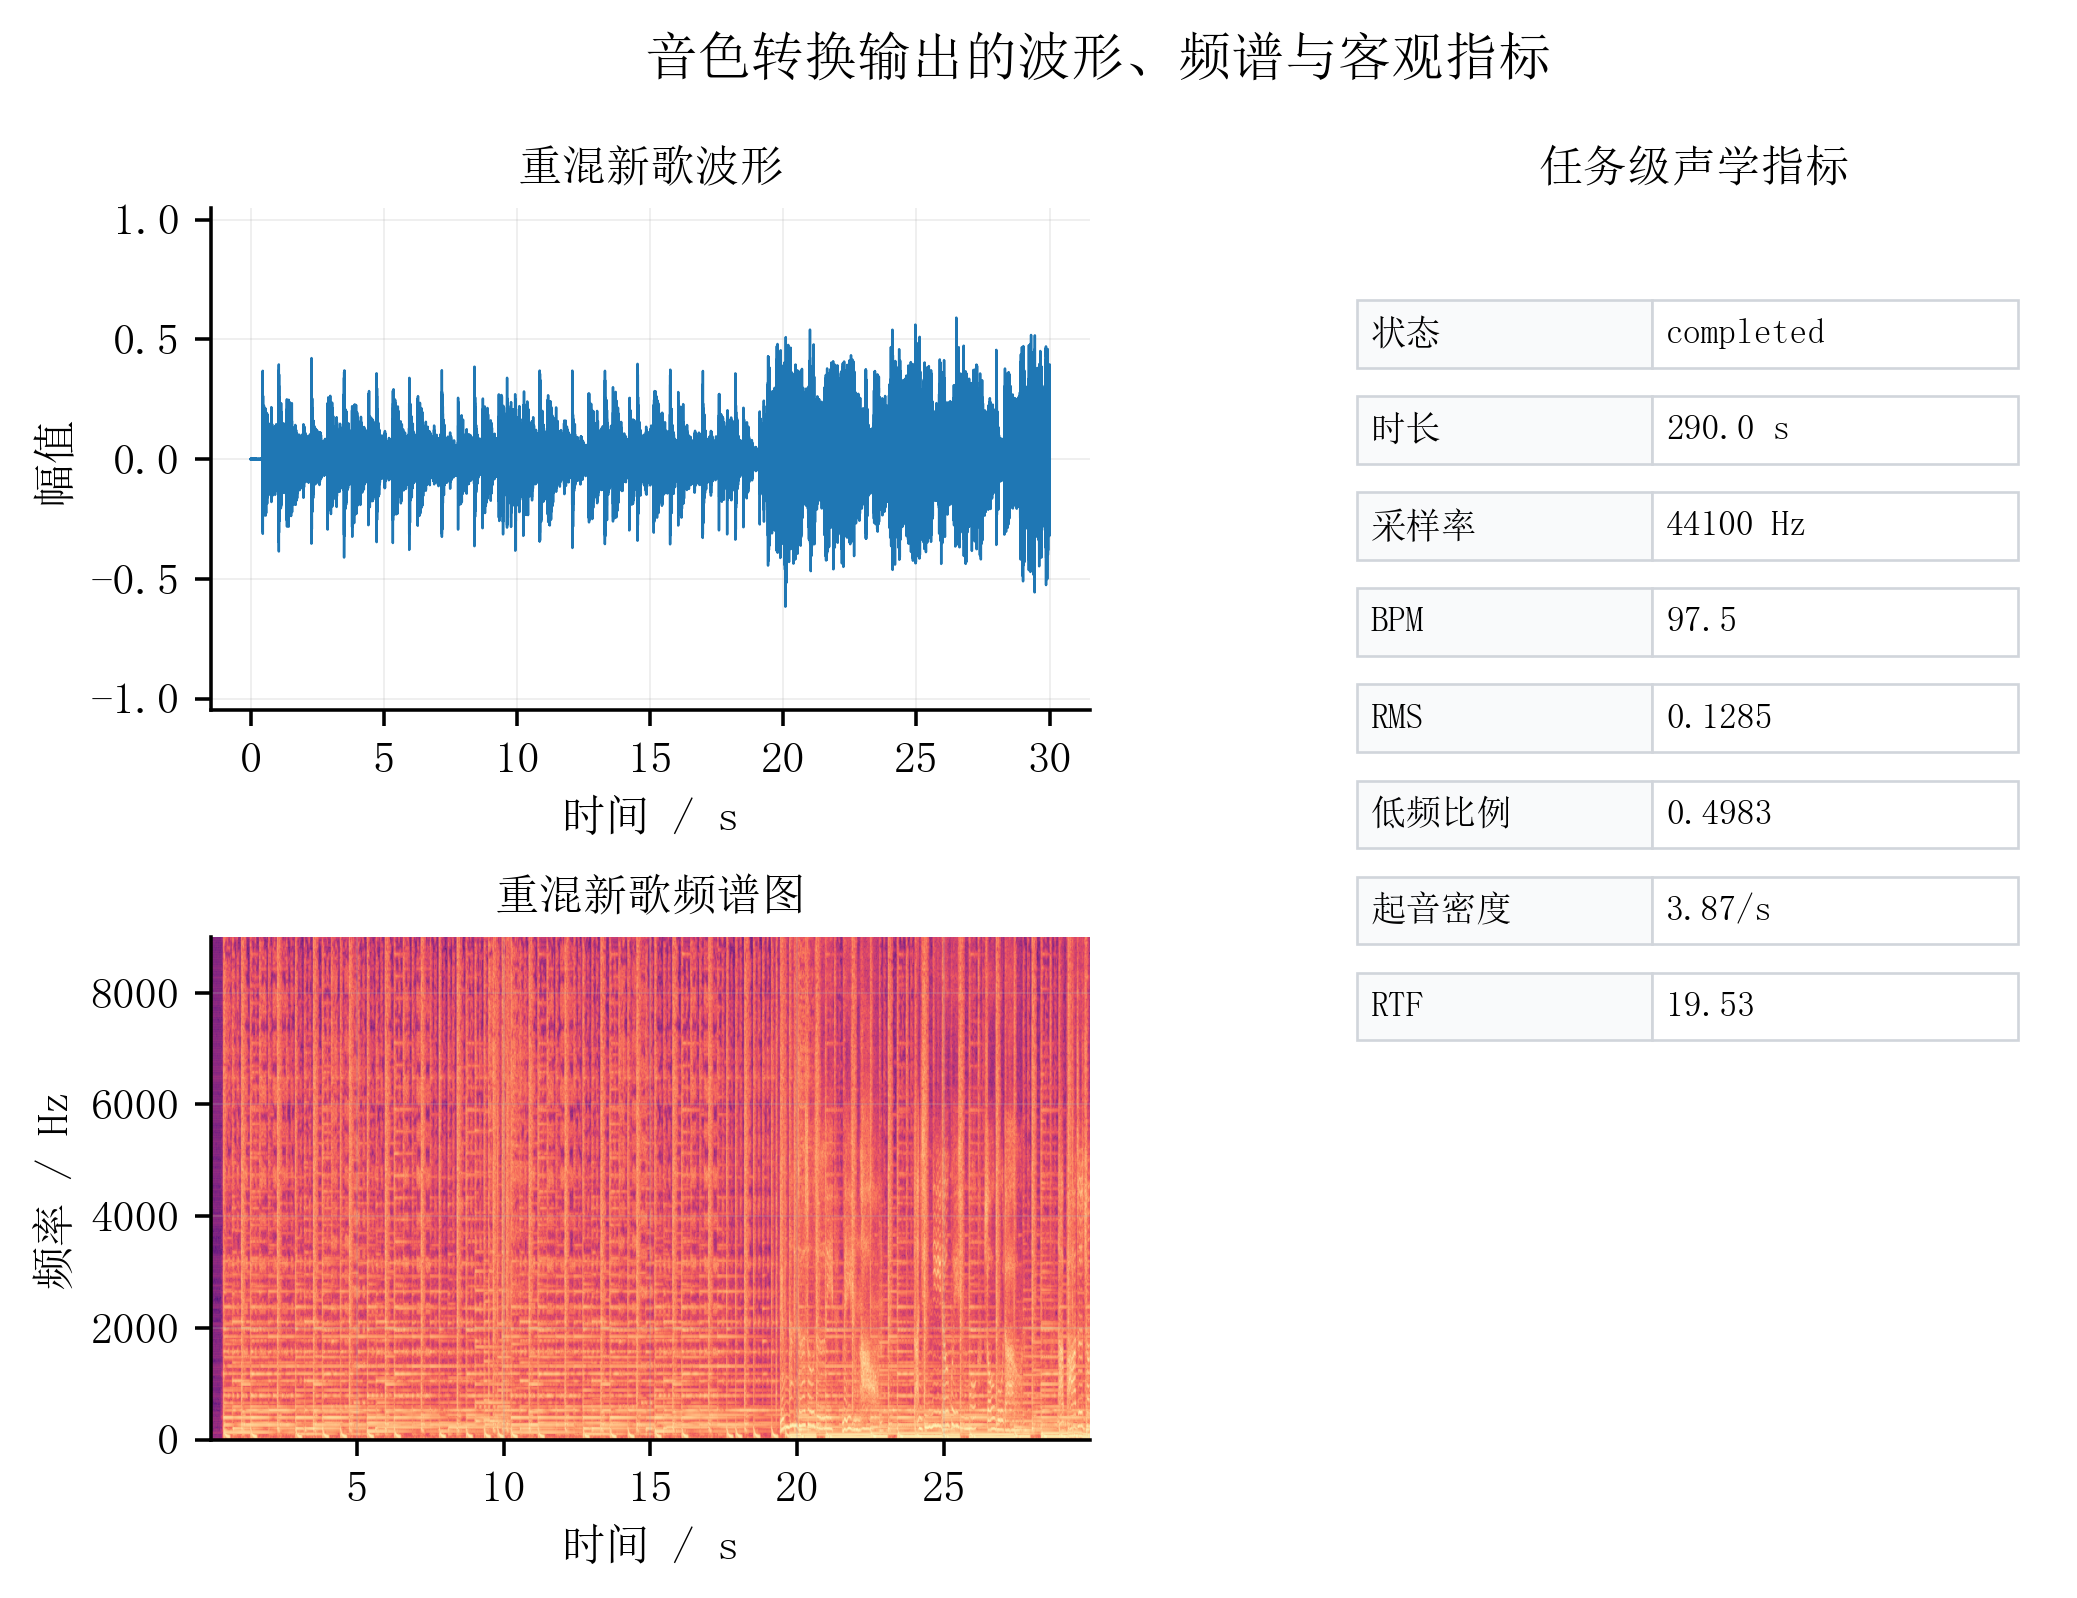 音色转换输出的波形、频谱与客观指标
重混新歌波形
1.0
0.5
0.0
−0.5
−1.0
幅值
0 5 10 15 20 25 30
时间 / s
重混新歌频谱图
8000
6000
4000
2000
0
频率 / Hz
5 10 15 20 25
时间 / s
任务级声学指标
状态 completed
时长 290.0 s
采样率 44100 Hz
BPM 97.5
RMS 0.1285
低频比例 0.4983
起音密度 3.87/s
RTF 19.53